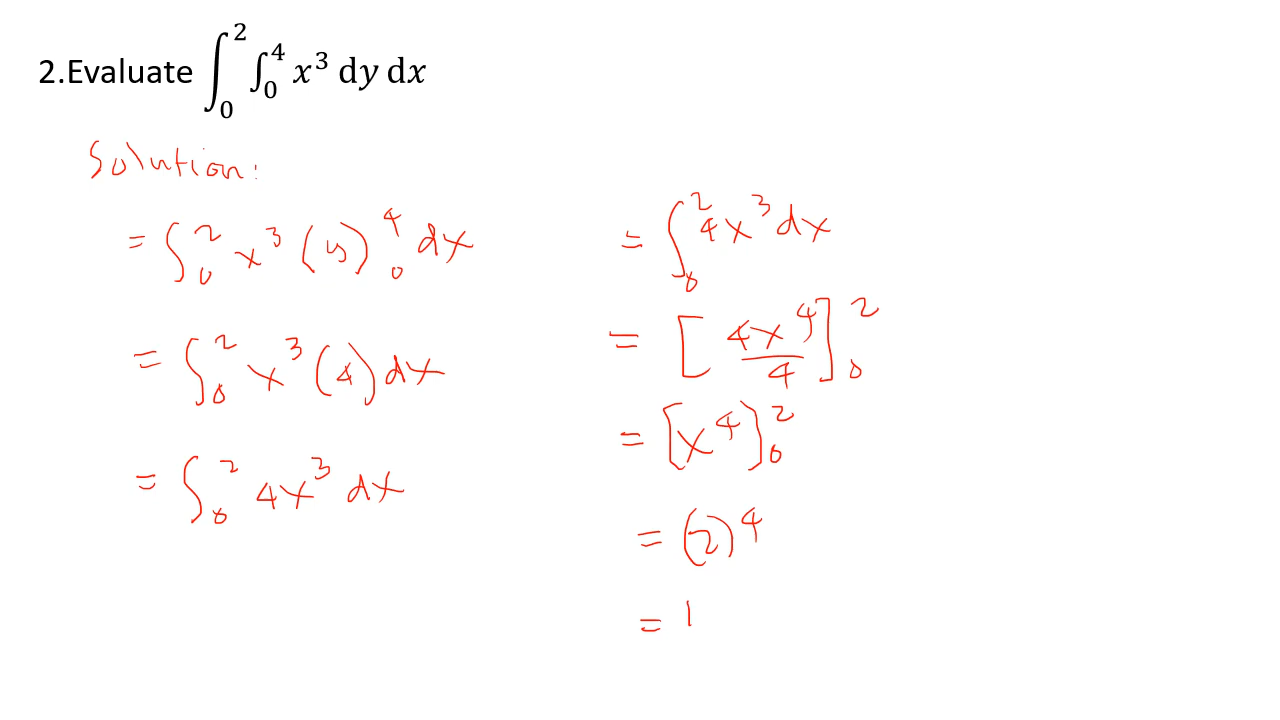 2.Evaluate ∫₀² ∫₀⁴ x³ dy dx
Solution:
= ∫₀² x³ (y)₀⁴ dx
= ∫₀² x³ (4) dx
= ∫₀² 4x³ dx
= ∫₀² 4x³ dx
= [4x⁴/4]₀²
= [x⁴]₀²
= (2)⁴
= 1